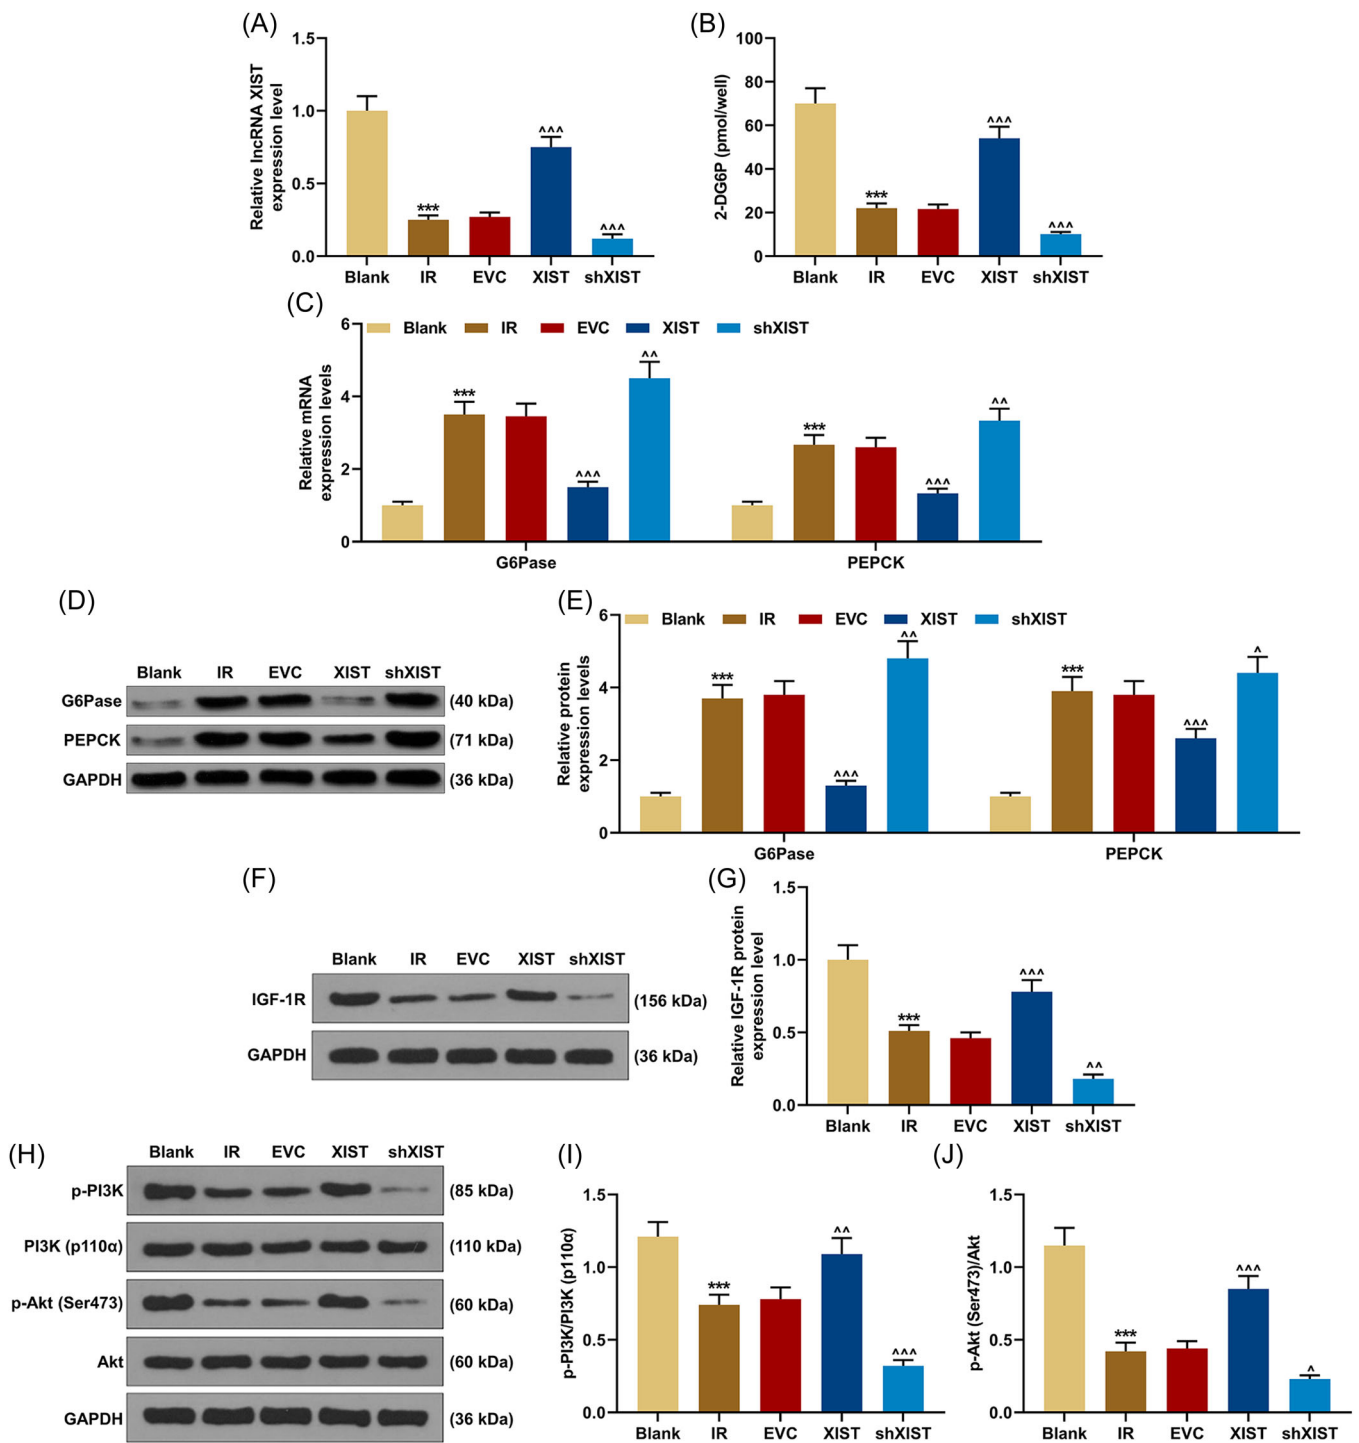 (A)
Relative lncRNA XIST
expression level
1.5
1.0
0.5
0.0
***
^^^
^^^
Blank IR EVC XIST shXIST
(B)
2-DG6P (pmol/well)
100
80
60
40
20
0
***
^^^
^^^
Blank IR EVC XIST shXIST
(C)
Relative mRNA
expression levels
Blank IR EVC XIST shXIST
6
4
2
0
***
^^^
^^
***
^^^
^^
G6Pase PEPCK
(D)
Blank IR EVC XIST shXIST
G6Pase (40 kDa)
PEPCK (71 kDa)
GAPDH (36 kDa)
(E)
Relative protein
expression levels
Blank IR EVC XIST shXIST
6
4
2
0
***
^^^
^^
***
^^^
^
G6Pase PEPCK
(F)
Blank IR EVC XIST shXIST
IGF-1R (156 kDa)
GAPDH (36 kDa)
(G)
Relative IGF-1R protein
expression level
1.5
1.0
0.5
0.0
***
^^^
^^
Blank IR EVC XIST shXIST
(H)
Blank IR EVC XIST shXIST
p-PI3K (85 kDa)
PI3K (p110α) (110 kDa)
p-Akt (Ser473) (60 kDa)
Akt (60 kDa)
GAPDH (36 kDa)
(I)
p-PI3K/PI3K (p110α)
1.5
1.0
0.5
0.0
***
^^
^^^
Blank IR EVC XIST shXIST
(J)
p-Akt (Ser473)/Akt
1.5
1.0
0.5
0.0
***
^^^
^
Blank IR EVC XIST shXIST